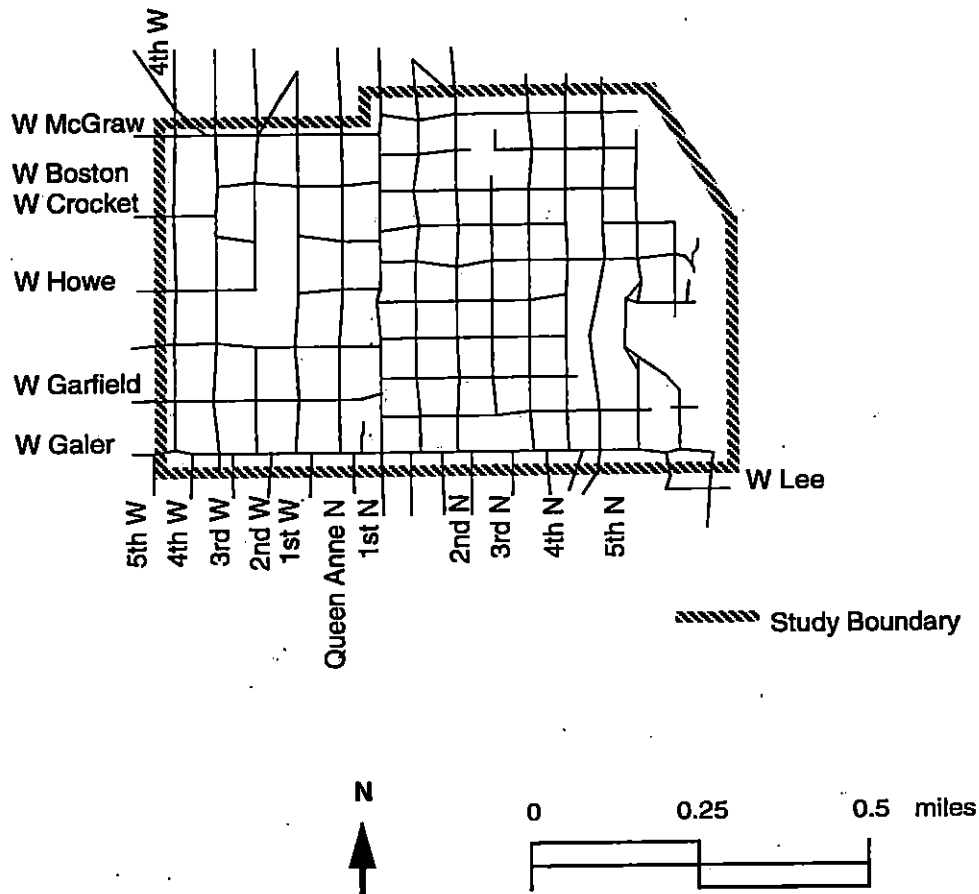 4th W
W McGraw
W Boston
W Crocket
W Howe
W Garfield
W Galer
W Lee
5th W
4th W
3rd W
2nd W
1st W
Queen Anne N
1st N
2nd N
3rd N
4th N
5th N
Study Boundary
N
0 0.25 0.5 miles